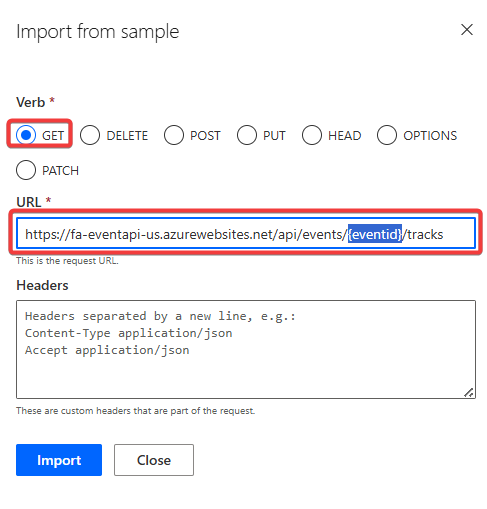 Import from sample
Verb *
GET DELETE POST PUT HEAD OPTIONS
PATCH
URL *
https://fa-eventapi-us.azurewebsites.net/api/events/{eventid}/tracks
This is the request URL.
Headers
Headers separated by a new line, e.g.:
Content-Type application/json
Accept application/json
These are custom headers that are part of the request.
Import Close